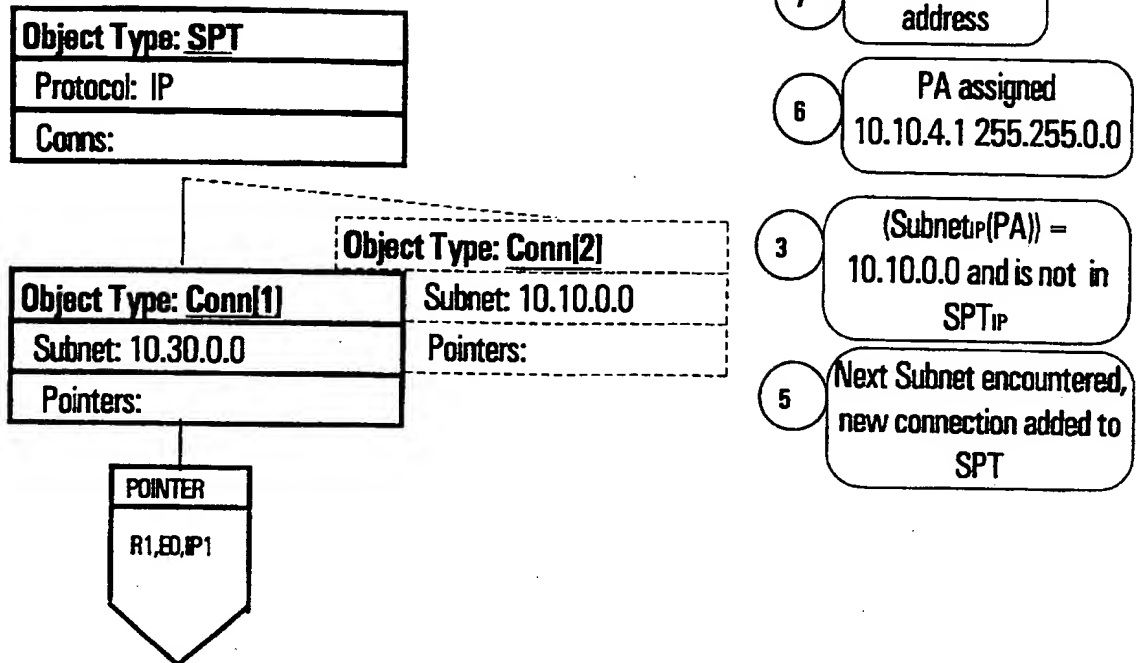 Object Type: SPT
Protocol: IP
Conns:
Object Type: Conn[2]
Subnet: 10.10.0.0
Pointers:
Object Type: Conn[1]
Subnet: 10.30.0.0
Pointers:
POINTER
R1,E0,IP1
address
6
PA assigned
10.10.4.1 255.255.0.0
3
(SubnetIP(PA)) =
10.10.0.0 and is not in
SPTIP
5
Next Subnet encountered,
new connection added to
SPT